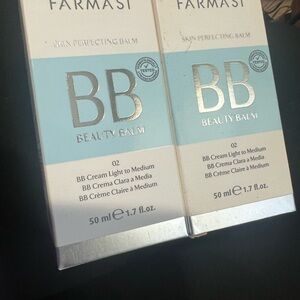 FARMASI
SKIN PERFECTING BALM
TESTED
BB
BEAUTY BALM
02
BB Cream Light to Medium
BB Crema Clara a Media
BB Crème Claire à Medium
50 ml ℮ 1.7 fl.oz.
FARMASI
SKIN PERFECTING BALM
BB
BEAUTY BALM
02
BB Cream Light to Medium
BB Crema Clara a Media
BB Crème Claire à Medium
50 ml ℮ 1.7 fl.oz.